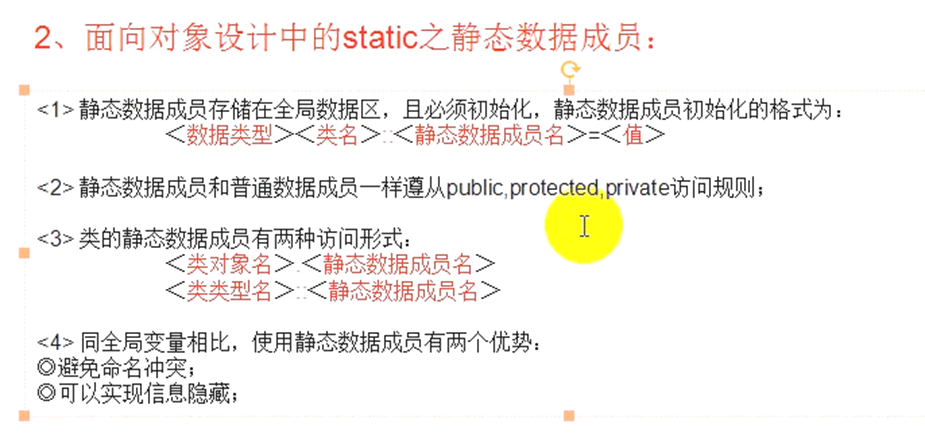 2、面向对象设计中的static之静态数据成员：
<1> 静态数据成员存储在全局数据区，且必须初始化，静态数据成员初始化的格式为：
＜数据类型＞＜类名＞::＜静态数据成员名＞=＜值＞
<2> 静态数据成员和普通数据成员一样遵从public,protected,private访问规则；
<3> 类的静态数据成员有两种访问形式：
＜类对象名＞.＜静态数据成员名＞
＜类类型名＞::＜静态数据成员名＞
<4> 同全局变量相比，使用静态数据成员有两个优势：
◎避免命名冲突；
◎可以实现信息隐藏；